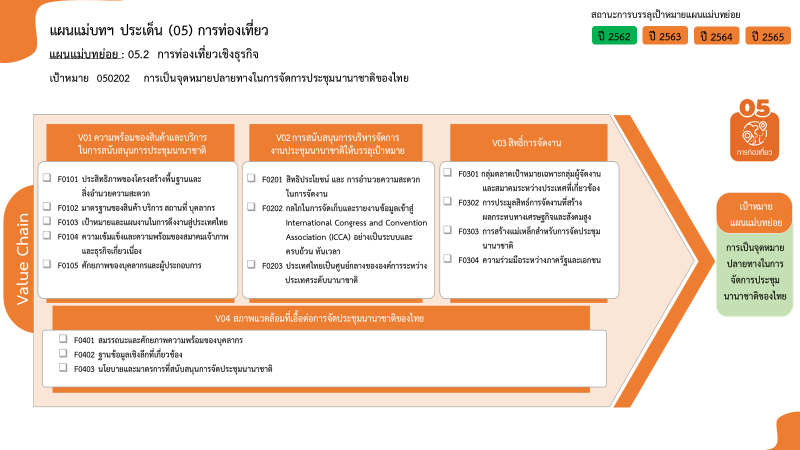 แผนแม่บทฯ ประเด็น (05) การท่องเที่ยว
แผนแม่บทย่อย : 05.2 การท่องเที่ยวเชิงธุรกิจ
เป้าหมาย 050202 การเป็นจุดหมายปลายทางในการจัดการประชุมนานาชาติของไทย
สถานะการบรรลุเป้าหมายแผนแม่บทย่อย
ปี 2562
ปี 2563
ปี 2564
ปี 2565
Value Chain
V01 ความพร้อมของสินค้าและบริการ
ในการสนับสนุนการประชุมนานาชาติ
F0101 ประสิทธิภาพของโครงสร้างพื้นฐานและ
สิ่งอำนวยความสะดวก
F0102 มาตรฐานของสินค้า บริการ สถานที่ บุคลากร
F0103 เป้าหมายและแผนงานในการดึงงานสู่ประเทศไทย
F0104 ความเข้มแข็งและความพร้อมของสมาคมเจ้าภาพ
และธุรกิจเกี่ยวเนื่อง
F0105 ศักยภาพของบุคลากรและผู้ประกอบการ
V02 การสนับสนุนการบริหารจัดการ
งานประชุมนานาชาติให้บรรลุเป้าหมาย
F0201 สิทธิประโยชน์ และ การอำนวยความสะดวก
ในการจัดงาน
F0202 กลไกในการจัดเก็บและรายงานข้อมูลเข้าสู่
International Congress and Convention
Association (ICCA) อย่างเป็นระบบและ
ครบถ้วน ทันเวลา
F0203 ประเทศไทยเป็นศูนย์กลางขององค์การระหว่าง
ประเทศระดับนานาชาติ
V03 สิทธิ์การจัดงาน
F0301 กลุ่มตลาดเป้าหมายเฉพาะกลุ่มผู้จัดงาน
และสมาคมระหว่างประเทศที่เกี่ยวข้อง
F0302 การประมูลสิทธ์การจัดงานที่สร้าง
ผลกระทบทางเศรษฐกิจและสังคมสูง
F0303 การสร้างแม่เหล็กสำหรับการจัดประชุม
นานาชาติ
F0304 ความร่วมมือระหว่างภาครัฐและเอกชน
V04 สภาพแวดล้อมที่เอื้อต่อการจัดประชุมนานาชาติของไทย
F0401 สมรรถนะและศักยภาพความพร้อมของบุคลากร
F0402 ฐานข้อมูลเชิงลึกที่เกี่ยวข้อง
F0403 นโยบายและมาตรการที่สนับสนุนการจัดประชุมนานาชาติ
05
การท่องเที่ยว
เป้าหมาย
แผนแม่บทย่อย
การเป็นจุดหมาย
ปลายทางในการ
จัดการประชุม
นานาชาติของไทย